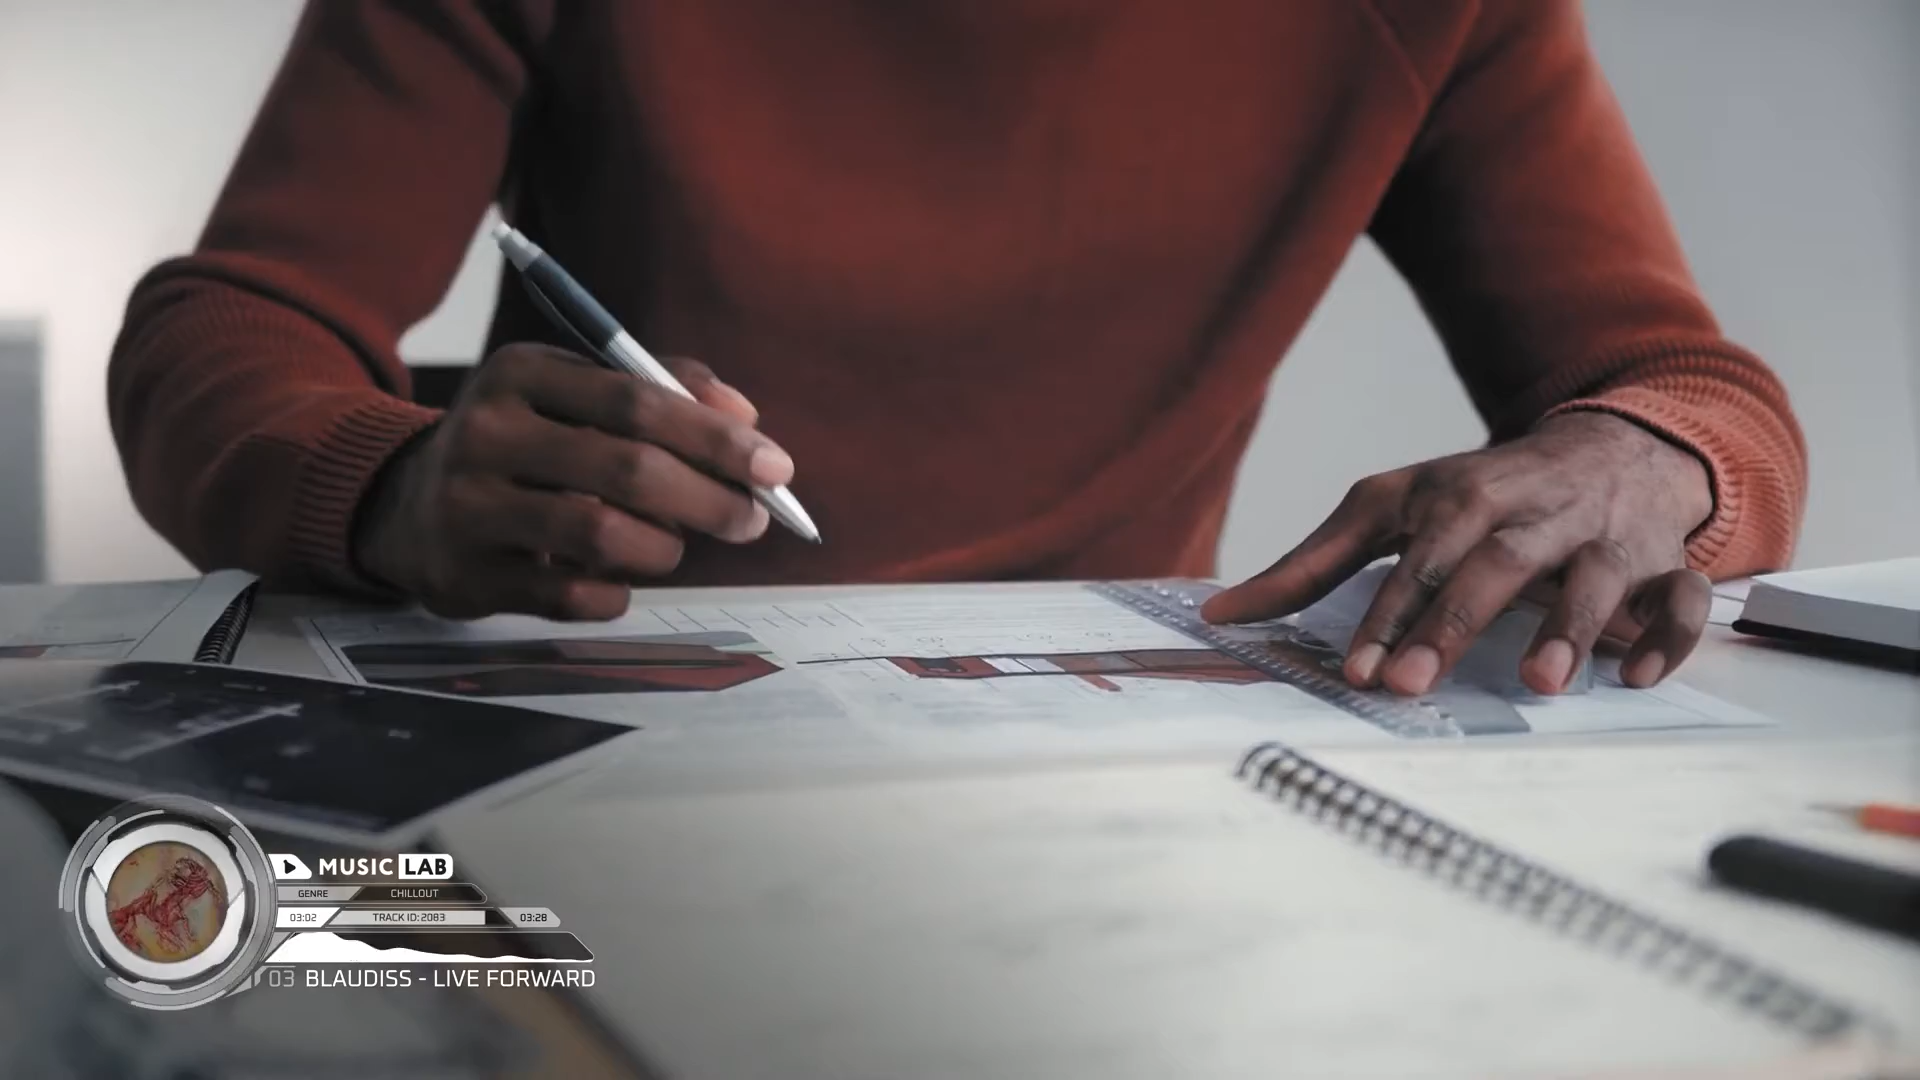 MUSIC LAB
GENRE CHILLOUT
03:02 TRACK ID: 2083 03:28
03 BLAUDISS - LIVE FORWARD